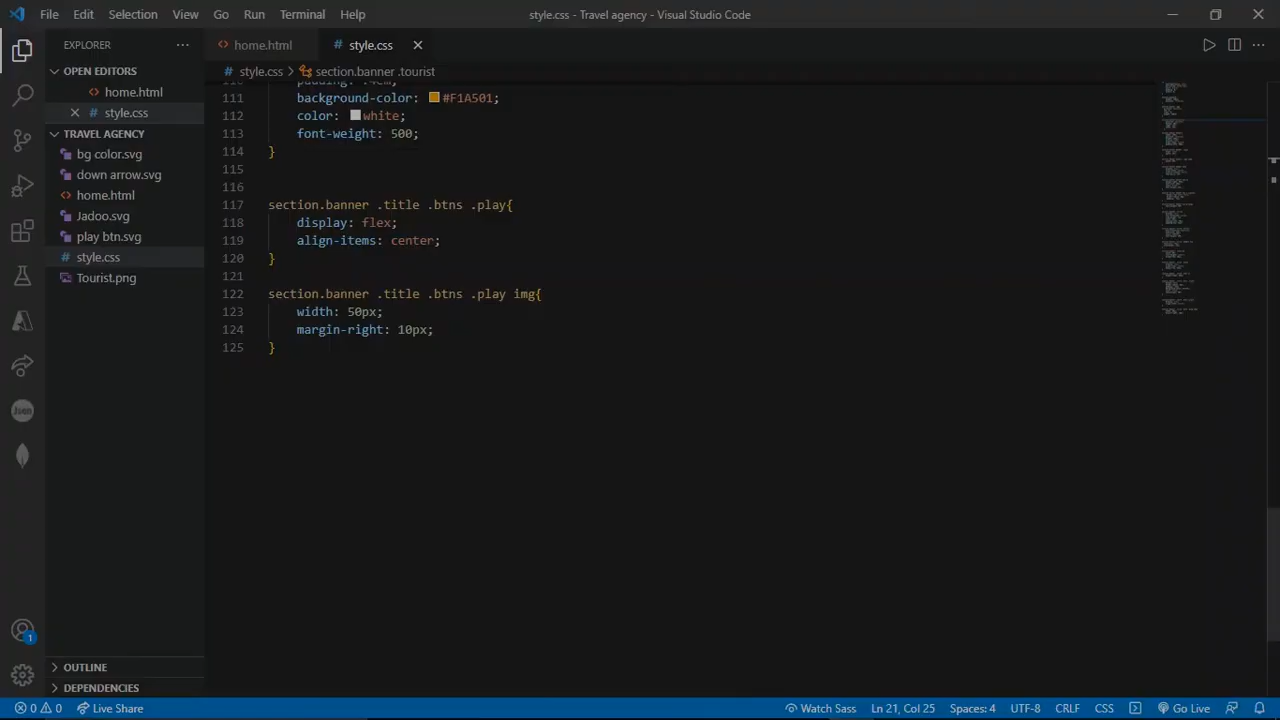 File Edit Selection View Go Run Terminal Help
style.css - Travel agency - Visual Studio Code
EXPLORER
home.html
style.css
OPEN EDITORS
home.html
style.css
TRAVEL AGENCY
bg color.svg
down arrow.svg
home.html
Jadoo.svg
play btn.svg
style.css
Tourist.png
style.css > section.banner .tourist
110 padding: .4em;
111 background-color: #F1A501;
112 color: white;
113 font-weight: 500;
114 }
115
116
117 section.banner .title .btns .play{
118 display: flex;
119 align-items: center;
120 }
121
122 section.banner .title .btns .play img{
123 width: 50px;
124 margin-right: 10px;
125 }
Json
1
OUTLINE
DEPENDENCIES
0 0 Live Share
Watch Sass Ln 21, Col 25 Spaces: 4 UTF-8 CRLF CSS Go Live